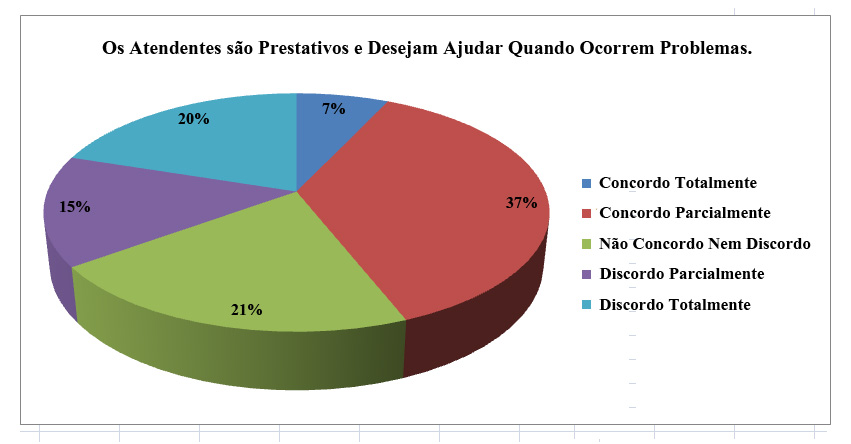 Os Atendentes são Prestativos e Desejam Ajudar Quando Ocorrem Problemas.
7%
20%
37%
15%
21%
Concordo Totalmente
Concordo Parcialmente
Não Concordo Nem Discordo
Discordo Parcialmente
Discordo Totalmente